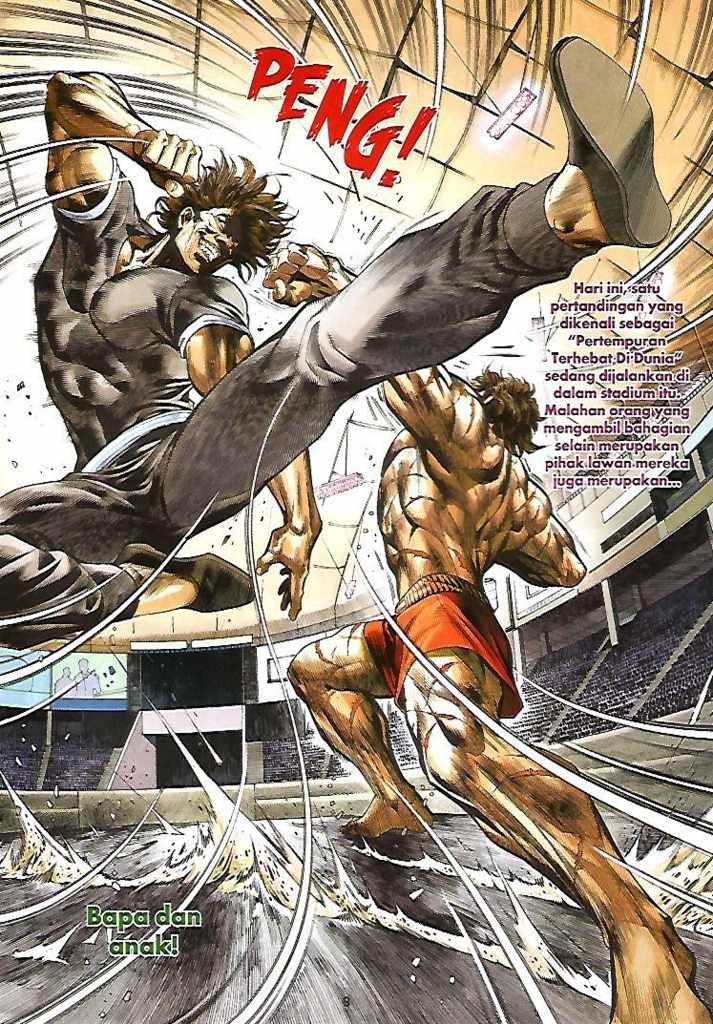 PENG!
Hari ini, satu
pertandingan yang
dikenali sebagai
"Pertempuran
Terhebat Di Dunia"
sedang dijalankan di
dalam stadium itu.
Malahan orang yang
mengambil bahagian
selain merupakan
pihak lawan mereka
juga merupakan...
Bapa dan
anak!